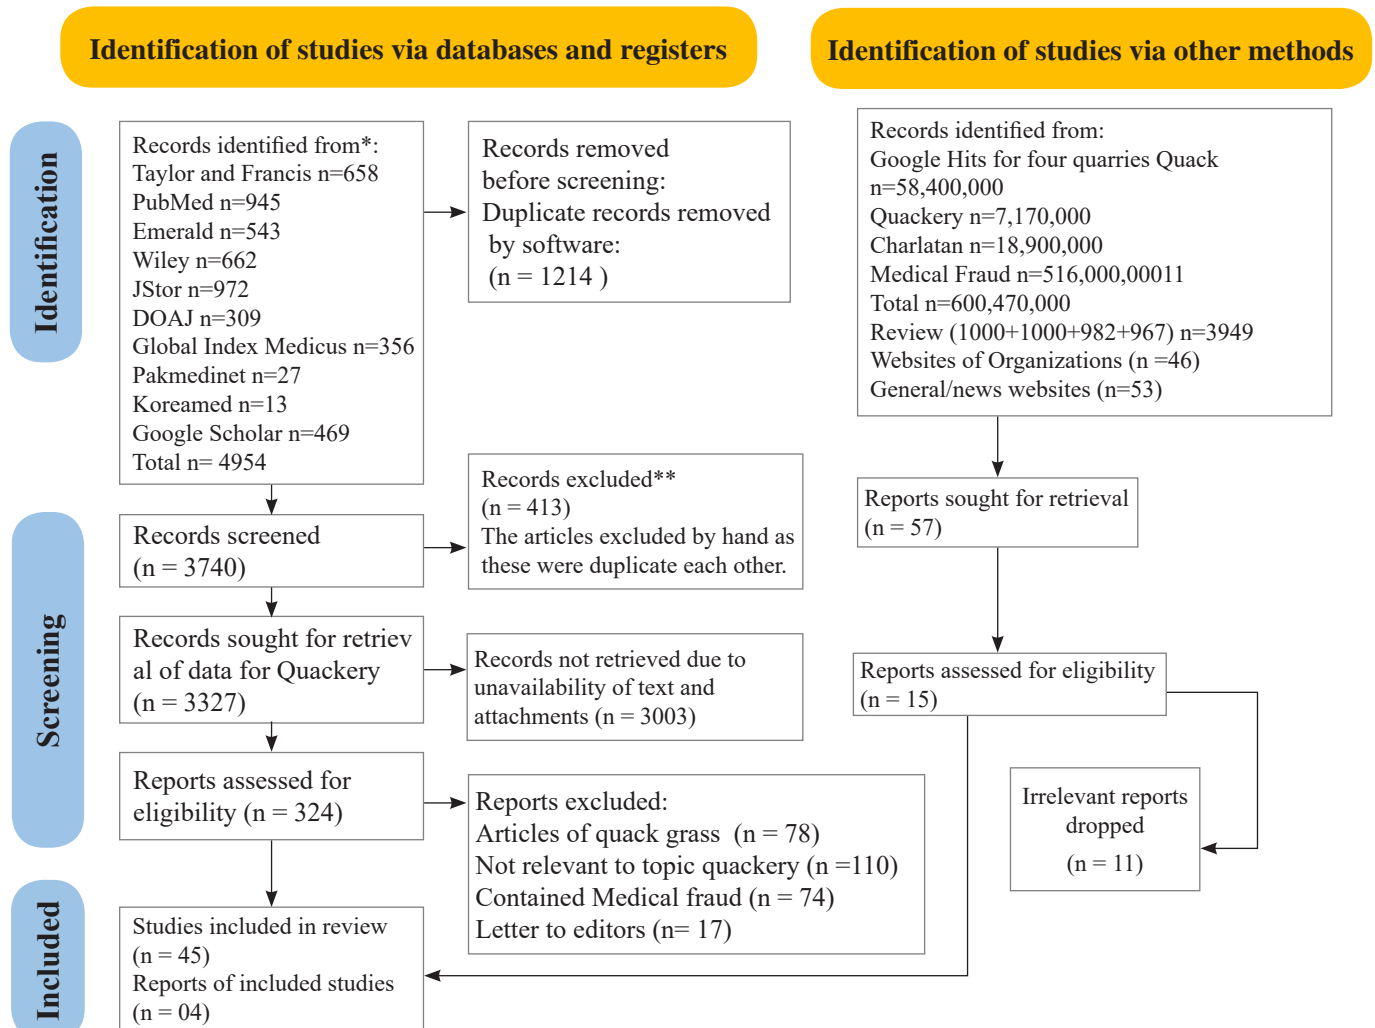 Identification of studies via databases and registers
Identification of studies via other methods
Identification
Records identified from*:
Taylor and Francis n=658
PubMed n=945
Emerald n=543
Wiley n=662
JStor n=972
DOAJ n=309
Global Index Medicus n=356
Pakmedinet n=27
Koreamed n=13
Google Scholar n=469
Total n= 4954
Records removed
before screening:
Duplicate records removed
by software:
(n = 1214 )
Records identified from:
Google Hits for four quarries Quack
n=58,400,000
Quackery n=7,170,000
Charlatan n=18,900,000
Medical Fraud n=516,000,00011
Total n=600,470,000
Review (1000+1000+982+967) n=3949
Websites of Organizations (n =46)
General/news websites (n=53)
Screening
Records screened
(n = 3740)
Records excluded**
(n = 413)
The articles excluded by hand as
these were duplicate each other.
Reports sought for retrieval
(n = 57)
Records sought for retriev
al of data for Quackery
(n = 3327)
Records not retrieved due to
unavailability of text and
attachments (n = 3003)
Reports assessed for eligibility
(n = 15)
Reports assessed for
eligibility (n = 324)
Reports excluded:
Articles of quack grass (n = 78)
Not relevant to topic quackery (n =110)
Contained Medical fraud (n = 74)
Letter to editors (n= 17)
Irrelevant reports
dropped
(n = 11)
Included
Studies included in review
(n = 45)
Reports of included studies
(n = 04)